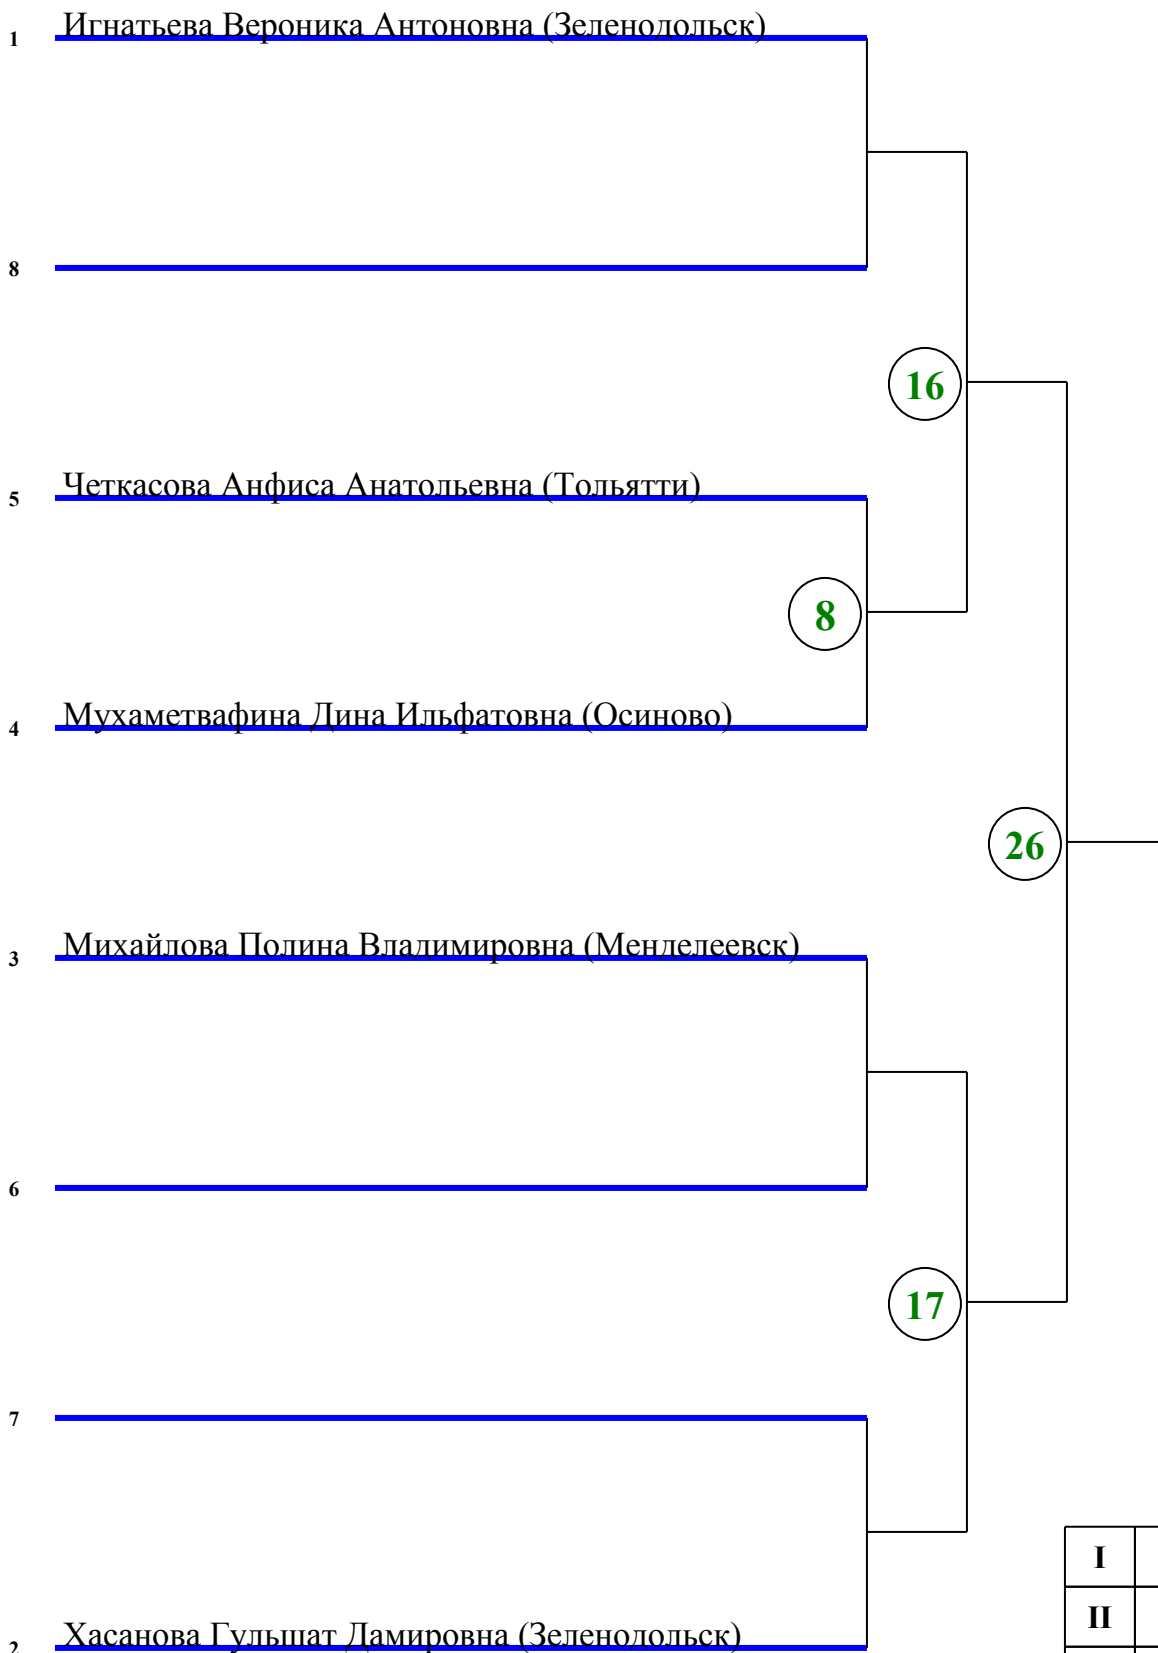 1 Игнатьева Вероника Антоновна (Зеленодольск)
8
16
5 Четкасова Анфиса Анатольевна (Тольятти)
8
4 Мухаметвафина Дина Ильфатовна (Осиново)
26
3 Михайлова Полина Владимировна (Менделеевск)
6
17
7
I
II
2 Хасанова Гульшат Дамировна (Зеленодольск)